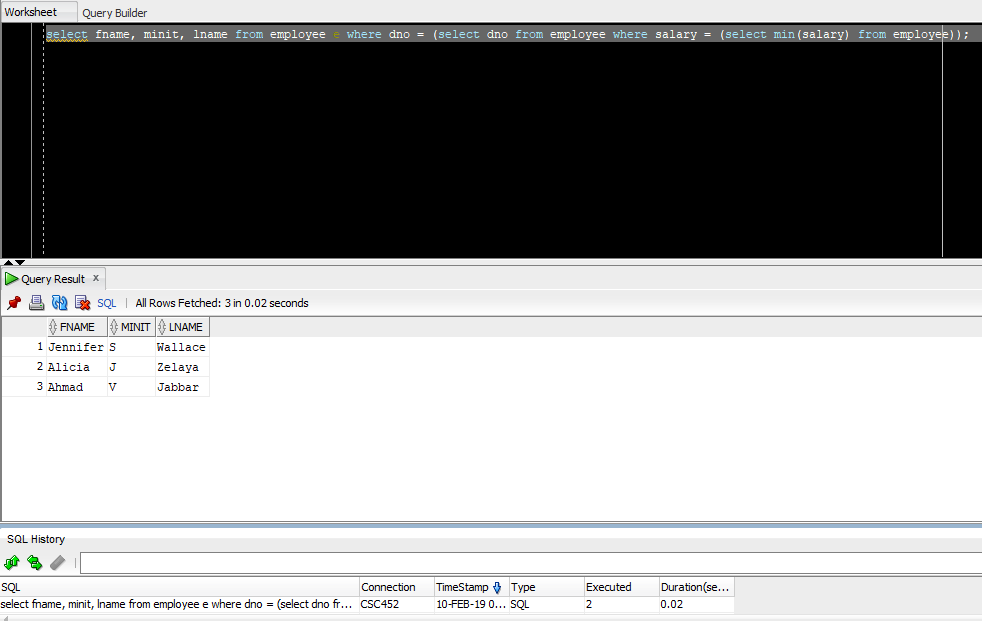 Worksheet Query Builder
select fname, minit, lname from employee e where dno = (select dno from employee where salary = (select min(salary) from employee));
Query Result x
SQL | All Rows Fetched: 3 in 0.02 seconds
FNAME MINIT LNAME
1 Jennifer S Wallace
2 Alicia J Zelaya
3 Ahmad V Jabbar
SQL History
SQL Connection TimeStamp Type Executed Duration(se...
select fname, minit, lname from employee e where dno = (select dno fr... CSC452 10-FEB-19 0... SQL 2 0.02